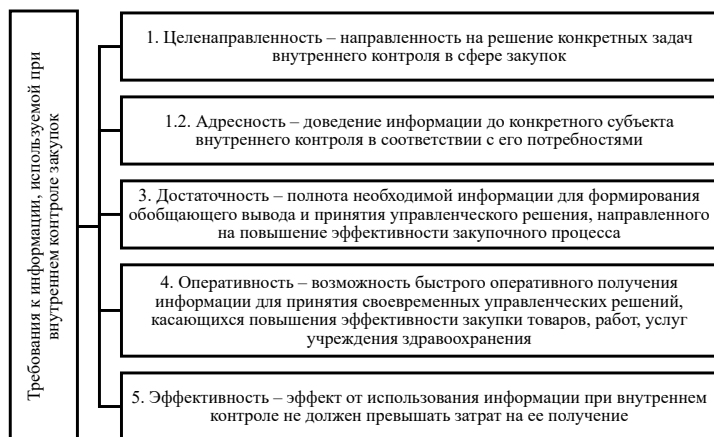 Требования к информации, используемой при
внутреннем контроле закупок
1. Целенаправленность – направленность на решение конкретных задач
внутреннего контроля в сфере закупок
1.2. Адресность – доведение информации до конкретного субъекта
внутреннего контроля в соответствии с его потребностями
3. Достаточность – полнота необходимой информации для формирования
обобщающего вывода и принятия управленческого решения, направленного
на повышение эффективности закупочного процесса
4. Оперативность – возможность быстрого оперативного получения
информации для принятия своевременных управленческих решений,
касающихся повышения эффективности закупки товаров, работ, услуг
учреждения здравоохранения
5. Эффективность – эффект от использования информации при внутреннем
контроле не должен превышать затрат на ее получение